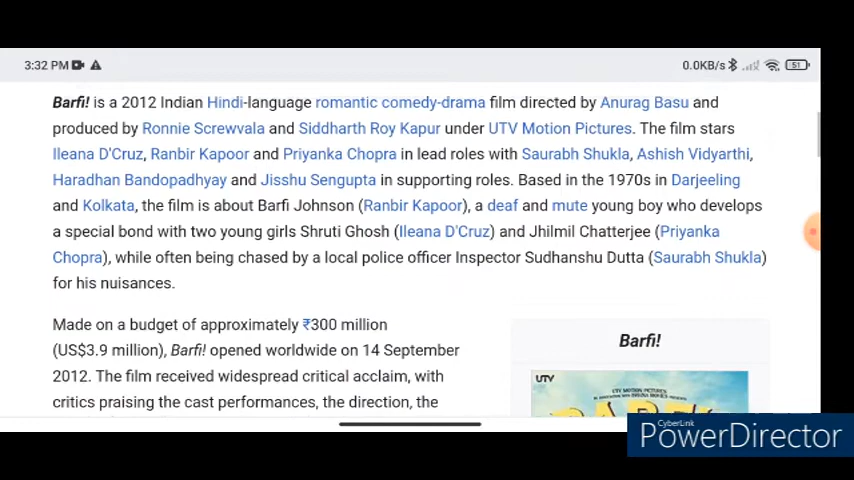 3:32 PM
0.0KB/s
51
Barfi! is a 2012 Indian Hindi-language romantic comedy-drama film directed by Anurag Basu and
produced by Ronnie Screwvala and Siddharth Roy Kapur under UTV Motion Pictures. The film stars
Ileana D'Cruz, Ranbir Kapoor and Priyanka Chopra in lead roles with Saurabh Shukla, Ashish Vidyarthi,
Haradhan Bandopadhyay and Jisshu Sengupta in supporting roles. Based in the 1970s in Darjeeling
and Kolkata, the film is about Barfi Johnson (Ranbir Kapoor), a deaf and mute young boy who develops
a special bond with two young girls Shruti Ghosh (Ileana D'Cruz) and Jhilmil Chatterjee (Priyanka
Chopra), while often being chased by a local police officer Inspector Sudhanshu Dutta (Saurabh Shukla)
for his nuisances.
Made on a budget of approximately ₹300 million
(US$3.9 million), Barfi! opened worldwide on 14 September
2012. The film received widespread critical acclaim, with
critics praising the cast performances, the direction, the
Barfi!
UTV
UTV MOTION PICTURES
BARFI
CyberLink
PowerDirector